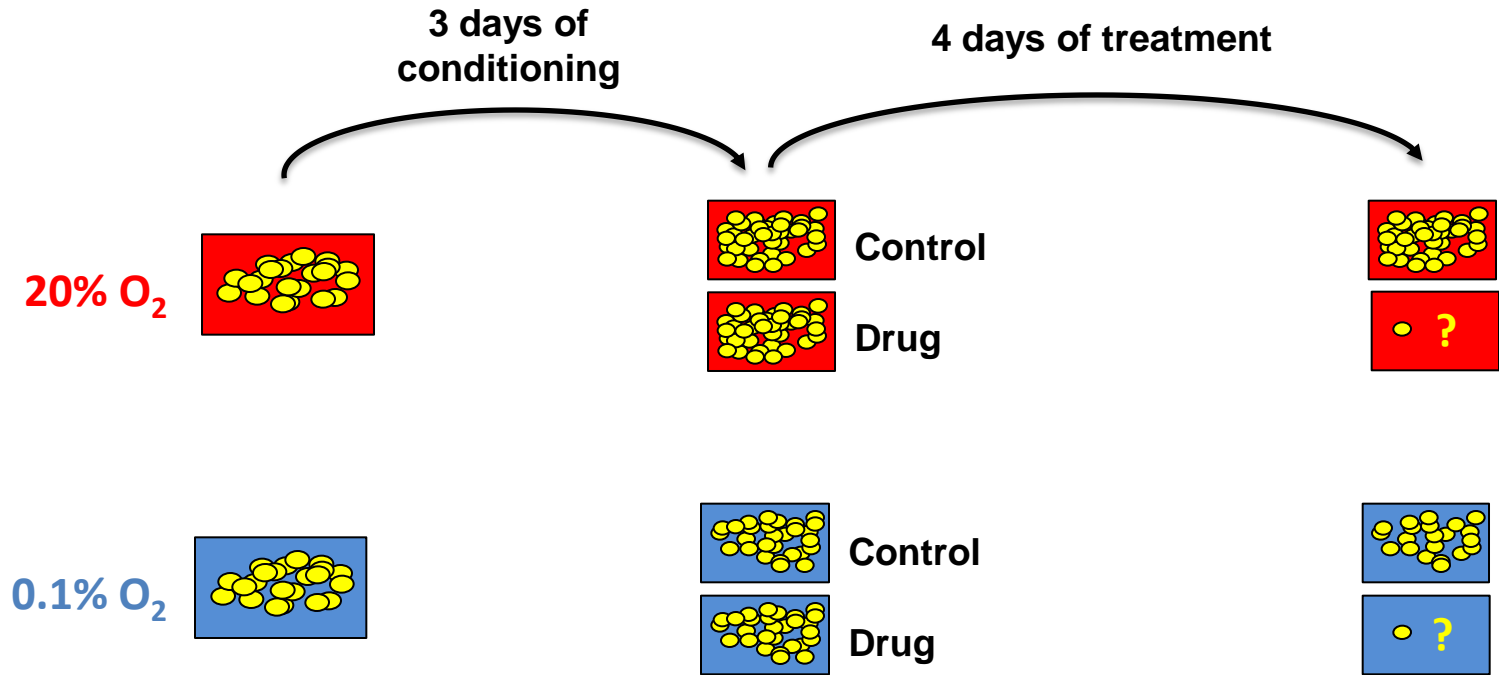 3 days of
conditioning
4 days of treatment
20% O₂
Control
Drug
?
0.1% O₂
Control
Drug
?